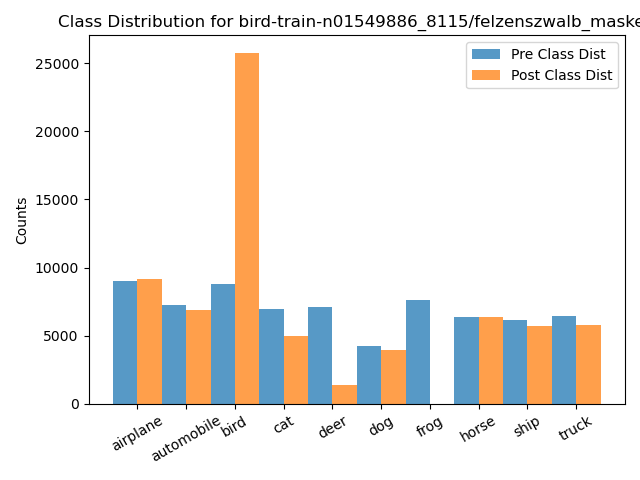 Class Distribution for bird-train-n01549886_8115/felzenszwalb_maske
Pre Class Dist
Post Class Dist
Counts
25000
20000
15000
10000
5000
0
airplane
automobile
bird
cat
deer
dog
frog
horse
ship
truck